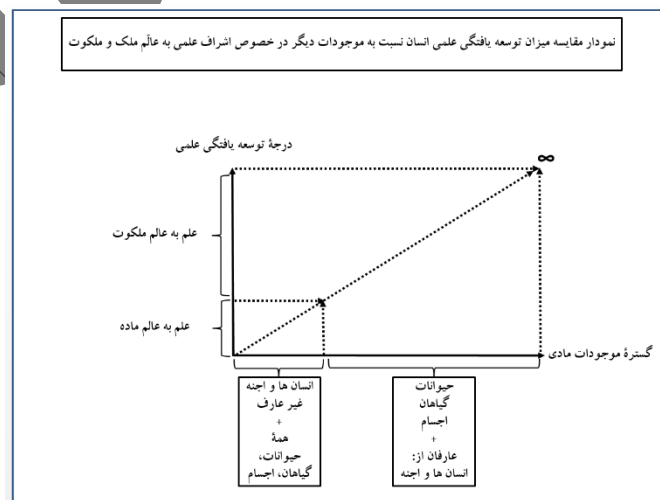 نمودار مقایسه میزان توسعه یافتگی علمی انسان نسبت به موجودات دیگر در خصوص اشراف علمی به عالَم ملک و ملکوت
درجهٔ توسعه یافتگی علمی
∞
علم به عالم ملکوت
علم به عالم ماده
گسترهٔ موجودات مادی
انسان ها و اجنه
غیر عارف
+
همهٔ
حیوانات،
گیاهان، اجسام
حیوانات
گیاهان
اجسام
+
عارفان از:
انسان ها و اجنه